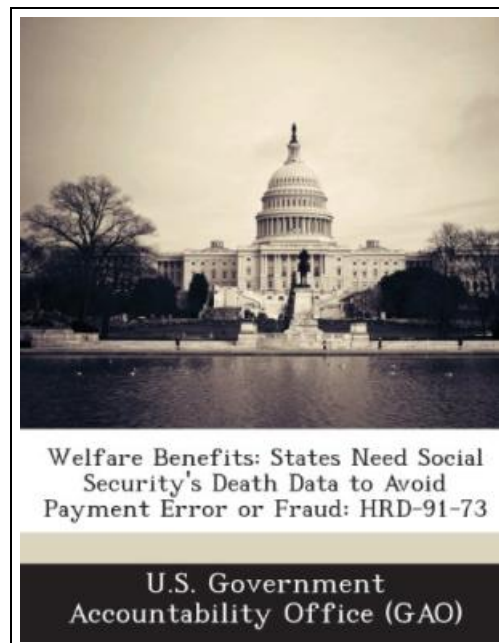 Welfare Benefits: States Need Social
Security's Death Data to Avoid
Payment Error or Fraud: HRD-91-73
U.S. Government
Accountability Office (GAO)